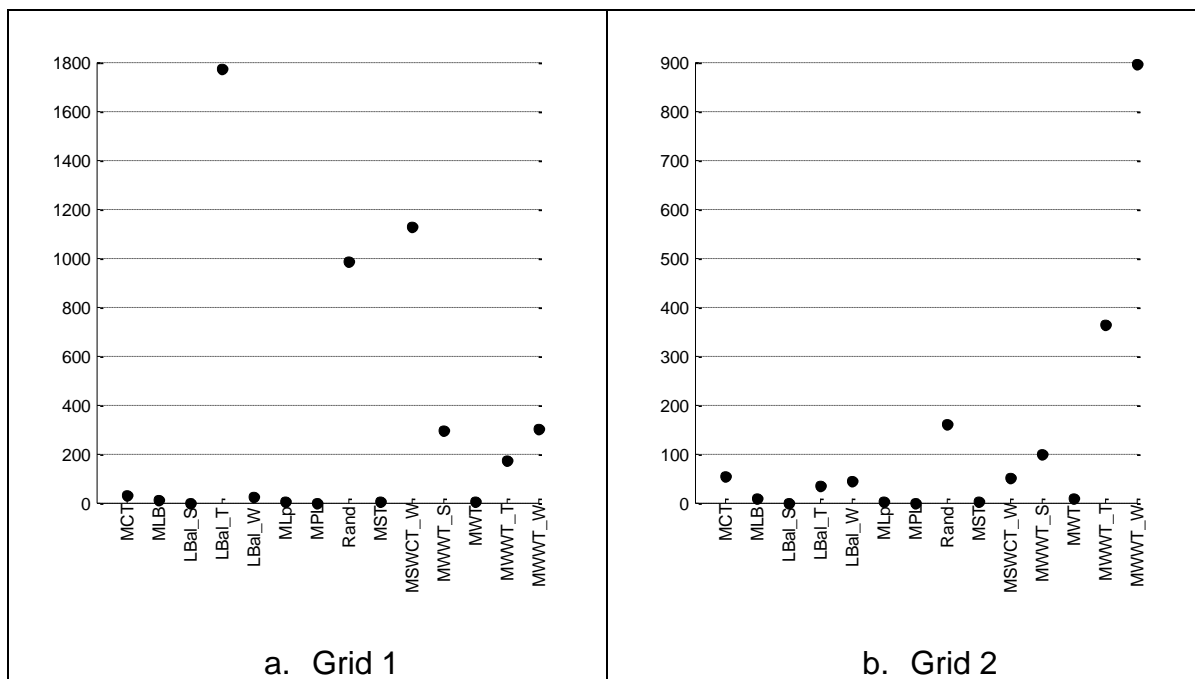 1800
1600
1400
1200
1000
800
600
400
200
0
MCT
MLB
LBal_S
LBal_T
LBal_W
MLp
MPL
Rand
MST
MSWCT_W
MWWT_S
MWT
MWWT_T
MWWT_W
a. Grid 1
900
800
700
600
500
400
300
200
100
0
MCT
MLB
LBal_S
LBal_T
LBal_W
MLp
MPL
Rand
MST
MSWCT_W
MWWT_S
MWT
MWWT_T
MWWT_W
b. Grid 2